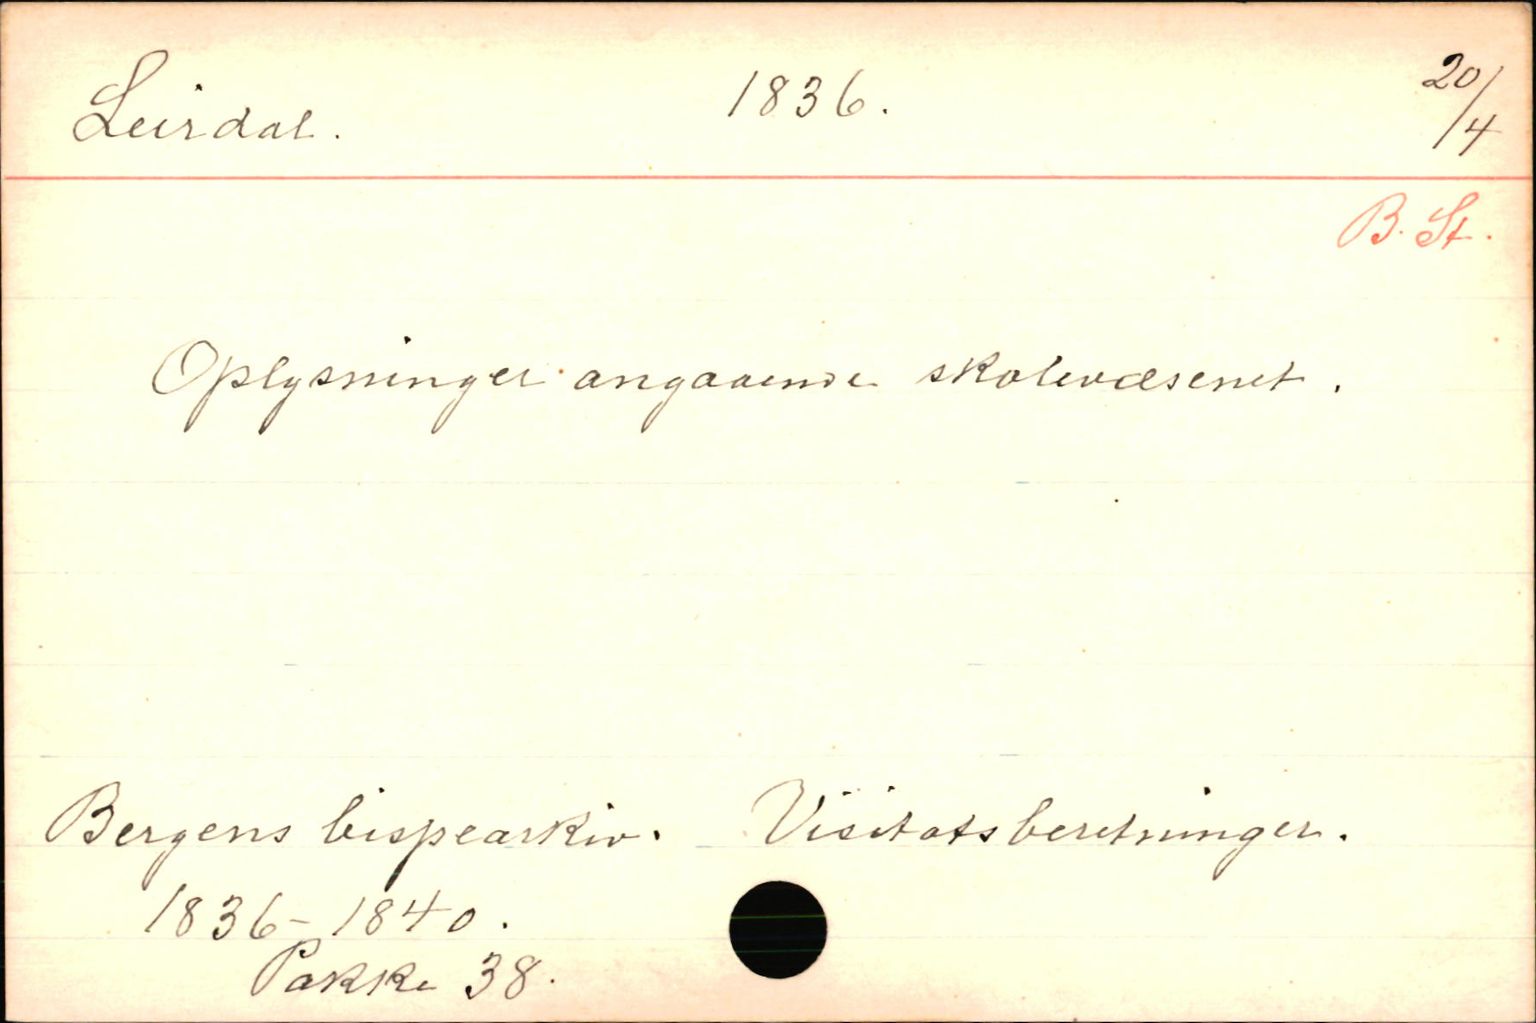 Leirdal. 1836. 20/4
B. St.
Oplysninger angaaende skolevæsenet.
Bergens bispearkiv. Visitatsberetninger.
1836-1840.
Pakke 38.